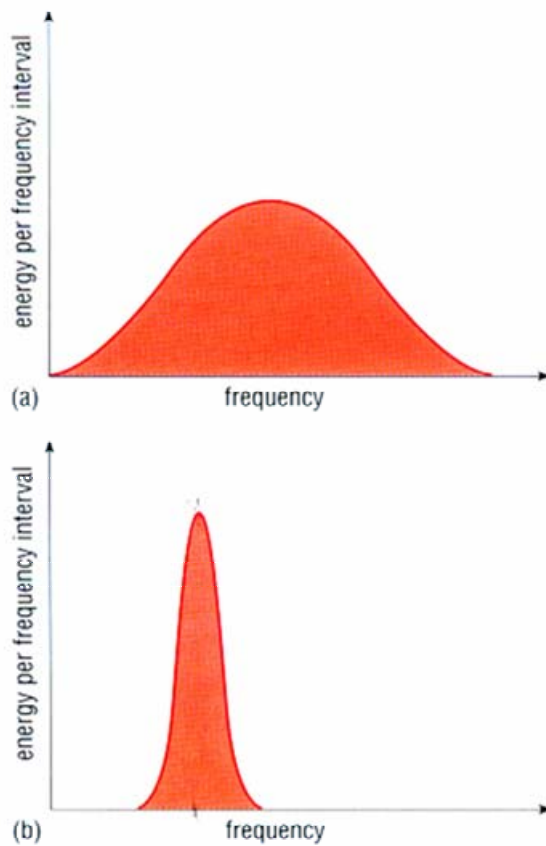 energy per frequency interval
(a)
frequency
energy per frequency interval
(b)
frequency